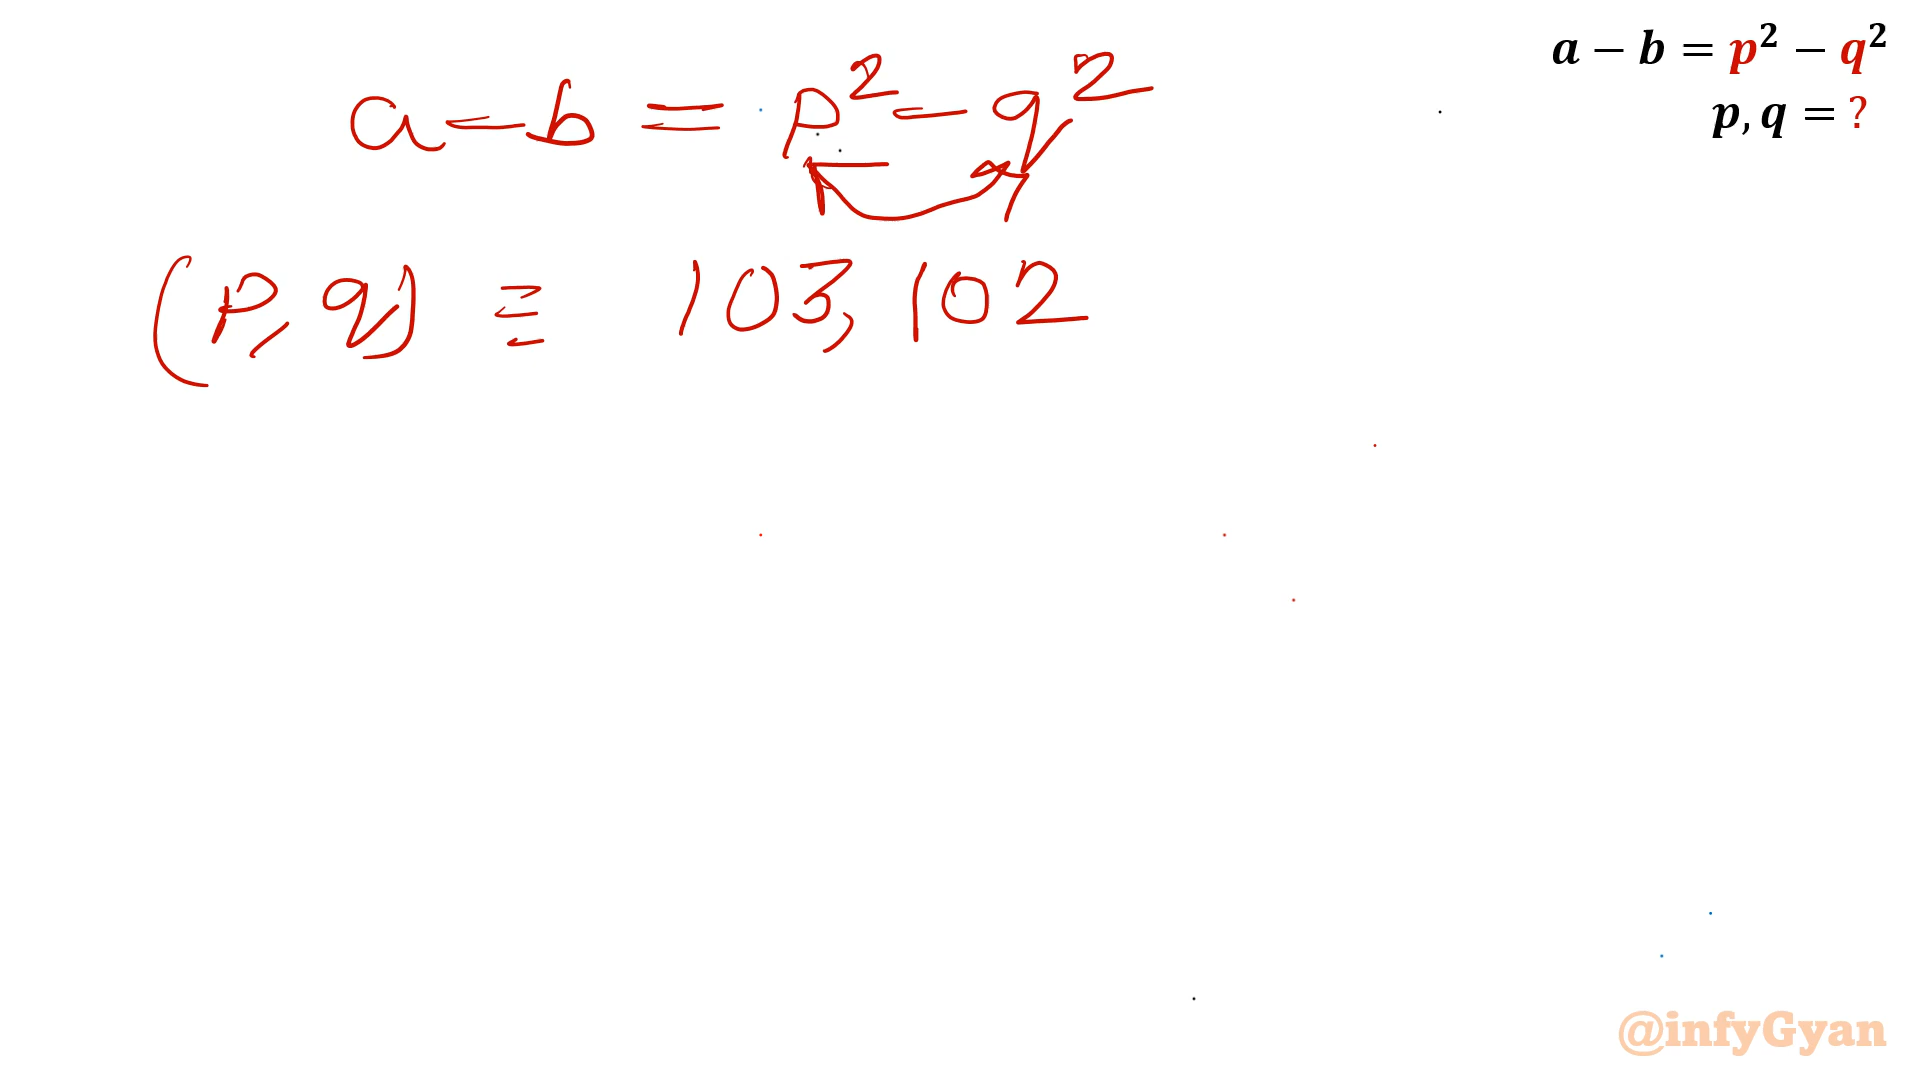 a - b = p² - q²
p, q = ?
a - b = p² - q²
(p, q) ≡ 103, 102
@infyGyan